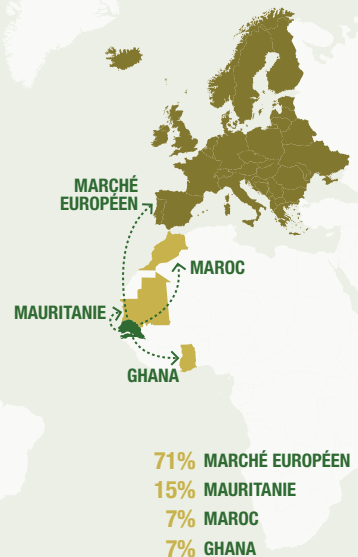 MARCHÉ
EUROPÉEN
MAROC
MAURITANIE
GHANA
71% MARCHÉ EUROPÉEN
15% MAURITANIE
7% MAROC
7% GHANA